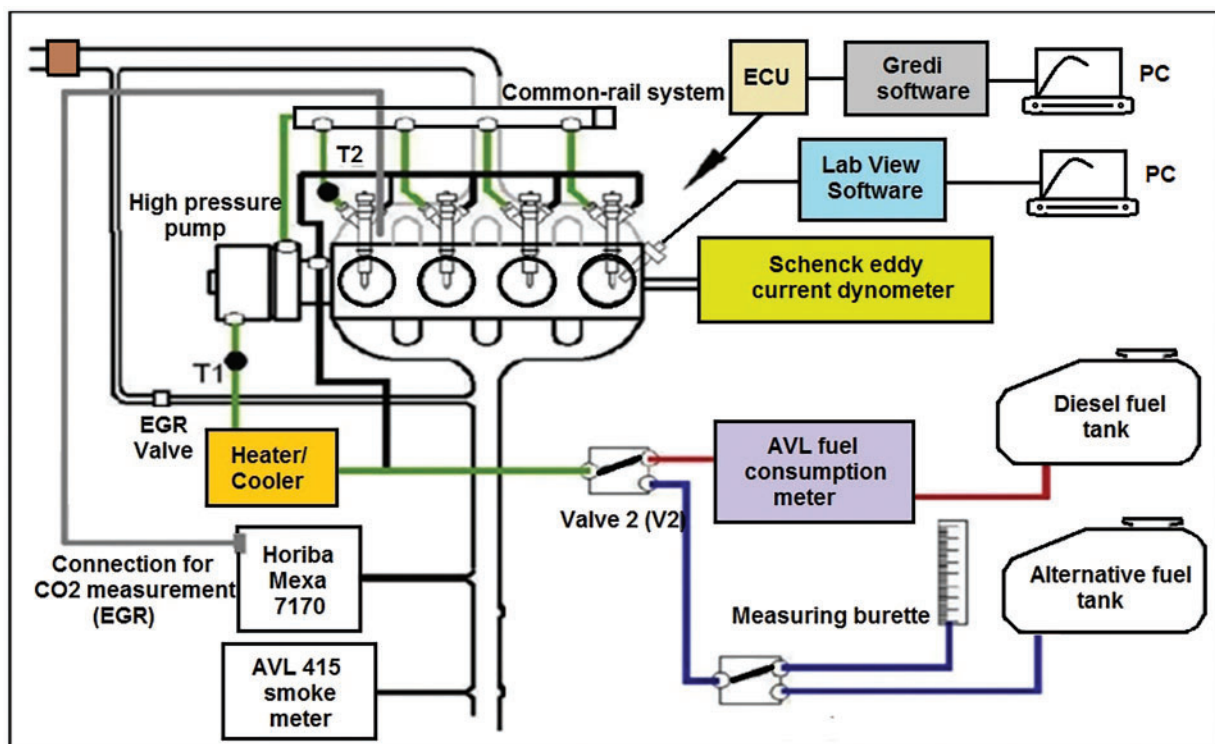 Common-rail system
ECU
Gredi
software
PC
T2
Lab View
Software
PC
High pressure
pump
Schenck eddy
current dynometer
T1
EGR
Valve
Heater/
Cooler
AVL fuel
consumption
meter
Diesel fuel
tank
Valve 2 (V2)
Connection for
CO2 measurement
(EGR)
Horiba
Mexa
7170
Measuring burette
Alternative fuel
tank
AVL 415
smoke
meter